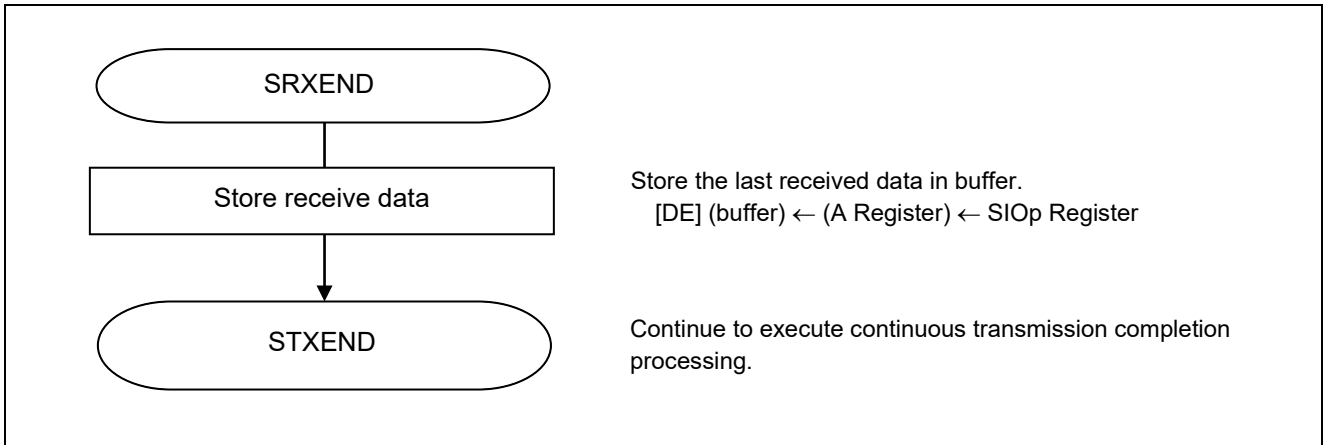 SRXEND
Store receive data
Store the last received data in buffer.
[DE] (buffer) ← (A Register) ← SIOp Register
STXEND
Continue to execute continuous transmission completion
processing.